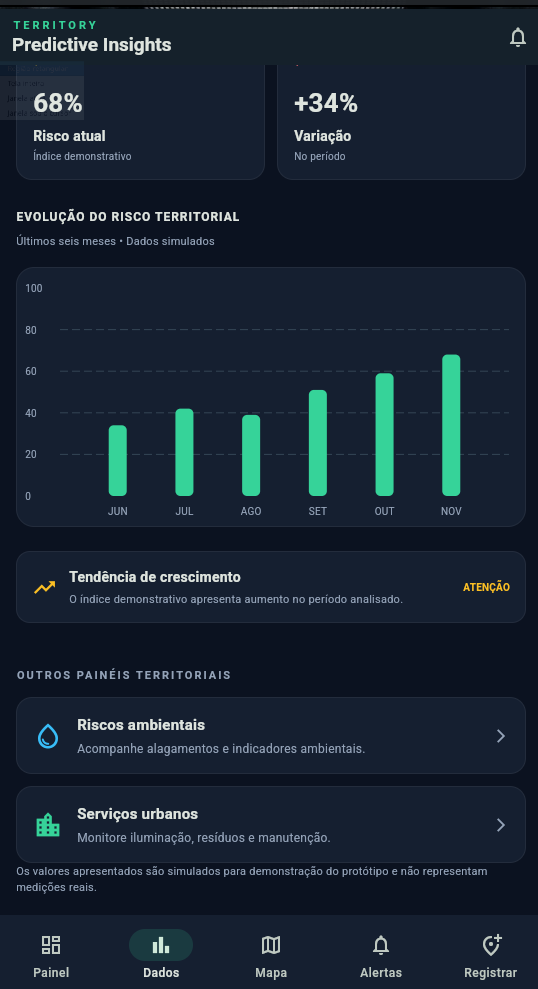 TERRITORY
Predictive Insights
68%
Risco atual
Índice demonstrativo
+34%
Variação
No período
EVOLUÇÃO DO RISCO TERRITORIAL
Últimos seis meses • Dados simulados
100
80
60
40
20
0
JUN JUL AGO SET OUT NOV
Tendência de crescimento
O índice demonstrativo apresenta aumento no período analisado.
ATENÇÃO
OUTROS PAINÉIS TERRITORIAIS
Riscos ambientais
Acompanhe alagamentos e indicadores ambientais.
Serviços urbanos
Monitore iluminação, resíduos e manutenção.
Os valores apresentados são simulados para demonstração do protótipo e não representam
medições reais.
Painel Dados Mapa Alertas Registrar